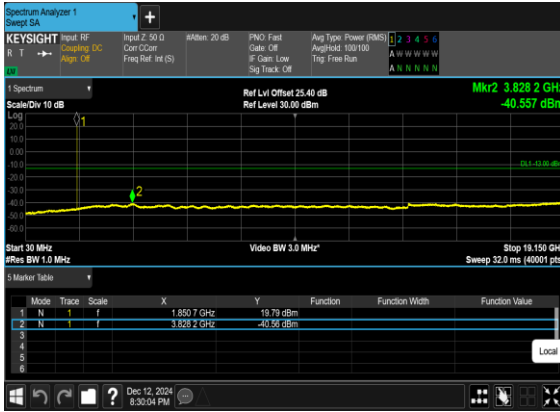 Spectrum Analyzer 1
Swept SA
+
KEYSIGHT Input: RF Input Z: 50 Ω #Atten: 20 dB PNO: Fast Avg Type: Power (RMS) 1 2 3 4 5 6
R T Coupling: DC Corr CCorr Gate: Off Avg|Hold: 100/100 A W W W W W
Align: Off Freq Ref: Int (S) IF Gain: Low Trig: Free Run
Sig Track: Off A N N N N N
1 Spectrum Ref Lvl Offset 25.40 dB Mkr2 3.828 2 GHz
Scale/Div 10 dB Ref Level 30.00 dBm -40.557 dBm
Log
20.0
10.0
0.00
-10.0
DL1 -13.00 dBm
-20.0
-30.0
-40.0
-50.0
-60.0
1
2
Start 30 MHz Video BW 3.0 MHz* Stop 19.150 GH
#Res BW 1.0 MHz Sweep 32.0 ms (40001 pts
5 Marker Table
Mode Trace Scale X Y Function Function Width Function Value
1 N 1 f 1.850 7 GHz 19.79 dBm
2 N 1 f 3.828 2 GHz -40.56 dBm
3
4
5
6
Local
? Dec 12, 2024
8:30:04 PM